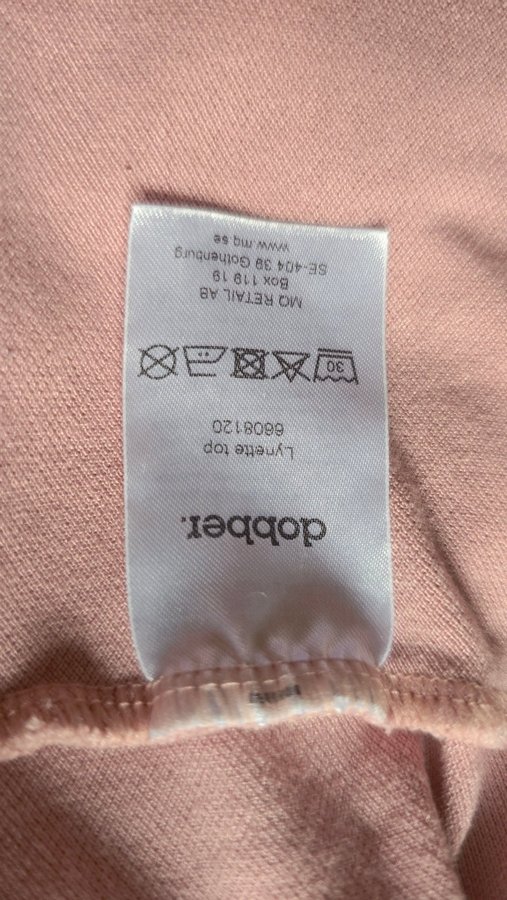 dobber.
Lynette top
6608120
30
MQ RETAIL AB
Box 119 19
SE-404 39 Gothenburg
www.mq.se